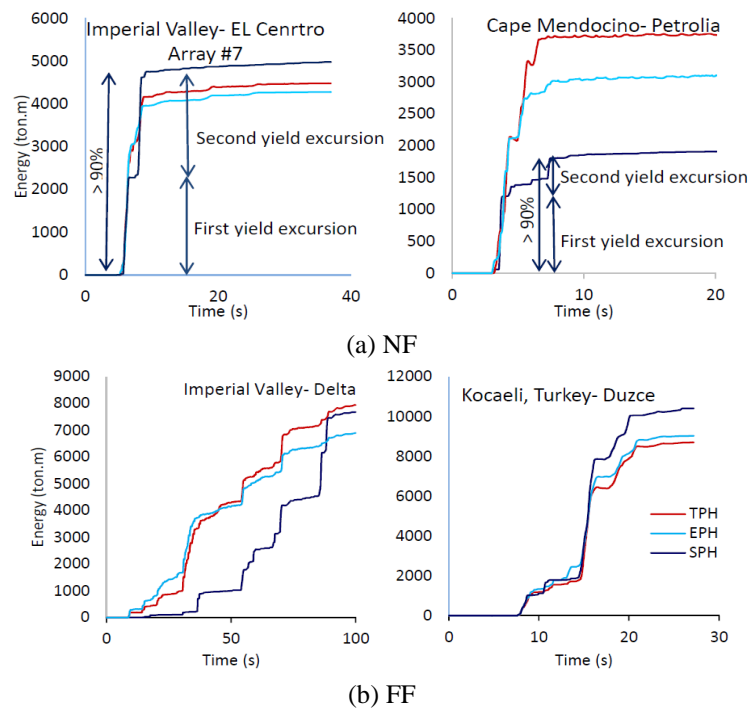 Imperial Valley- EL Cenrtro
Array #7
Energy (ton.m)
6000
5000
4000
3000
2000
1000
0
> 90%
Second yield excursion
First yield excursion
0 20 40
Time (s)
Cape Mendocino- Petrolia
4000
3500
3000
2500
2000
1500
1000
500
0
> 90%
Second yield excursion
First yield excursion
0 5 10 15 20
Time (s)
(a) NF
Imperial Valley- Delta
Energy (ton.m)
9000
8000
7000
6000
5000
4000
3000
2000
1000
0
0 50 100
Time (s)
Kocaeli, Turkey- Duzce
12000
10000
8000
6000
4000
2000
0
TPH
EPH
SPH
0 10 20 30
Time (s)
(b) FF